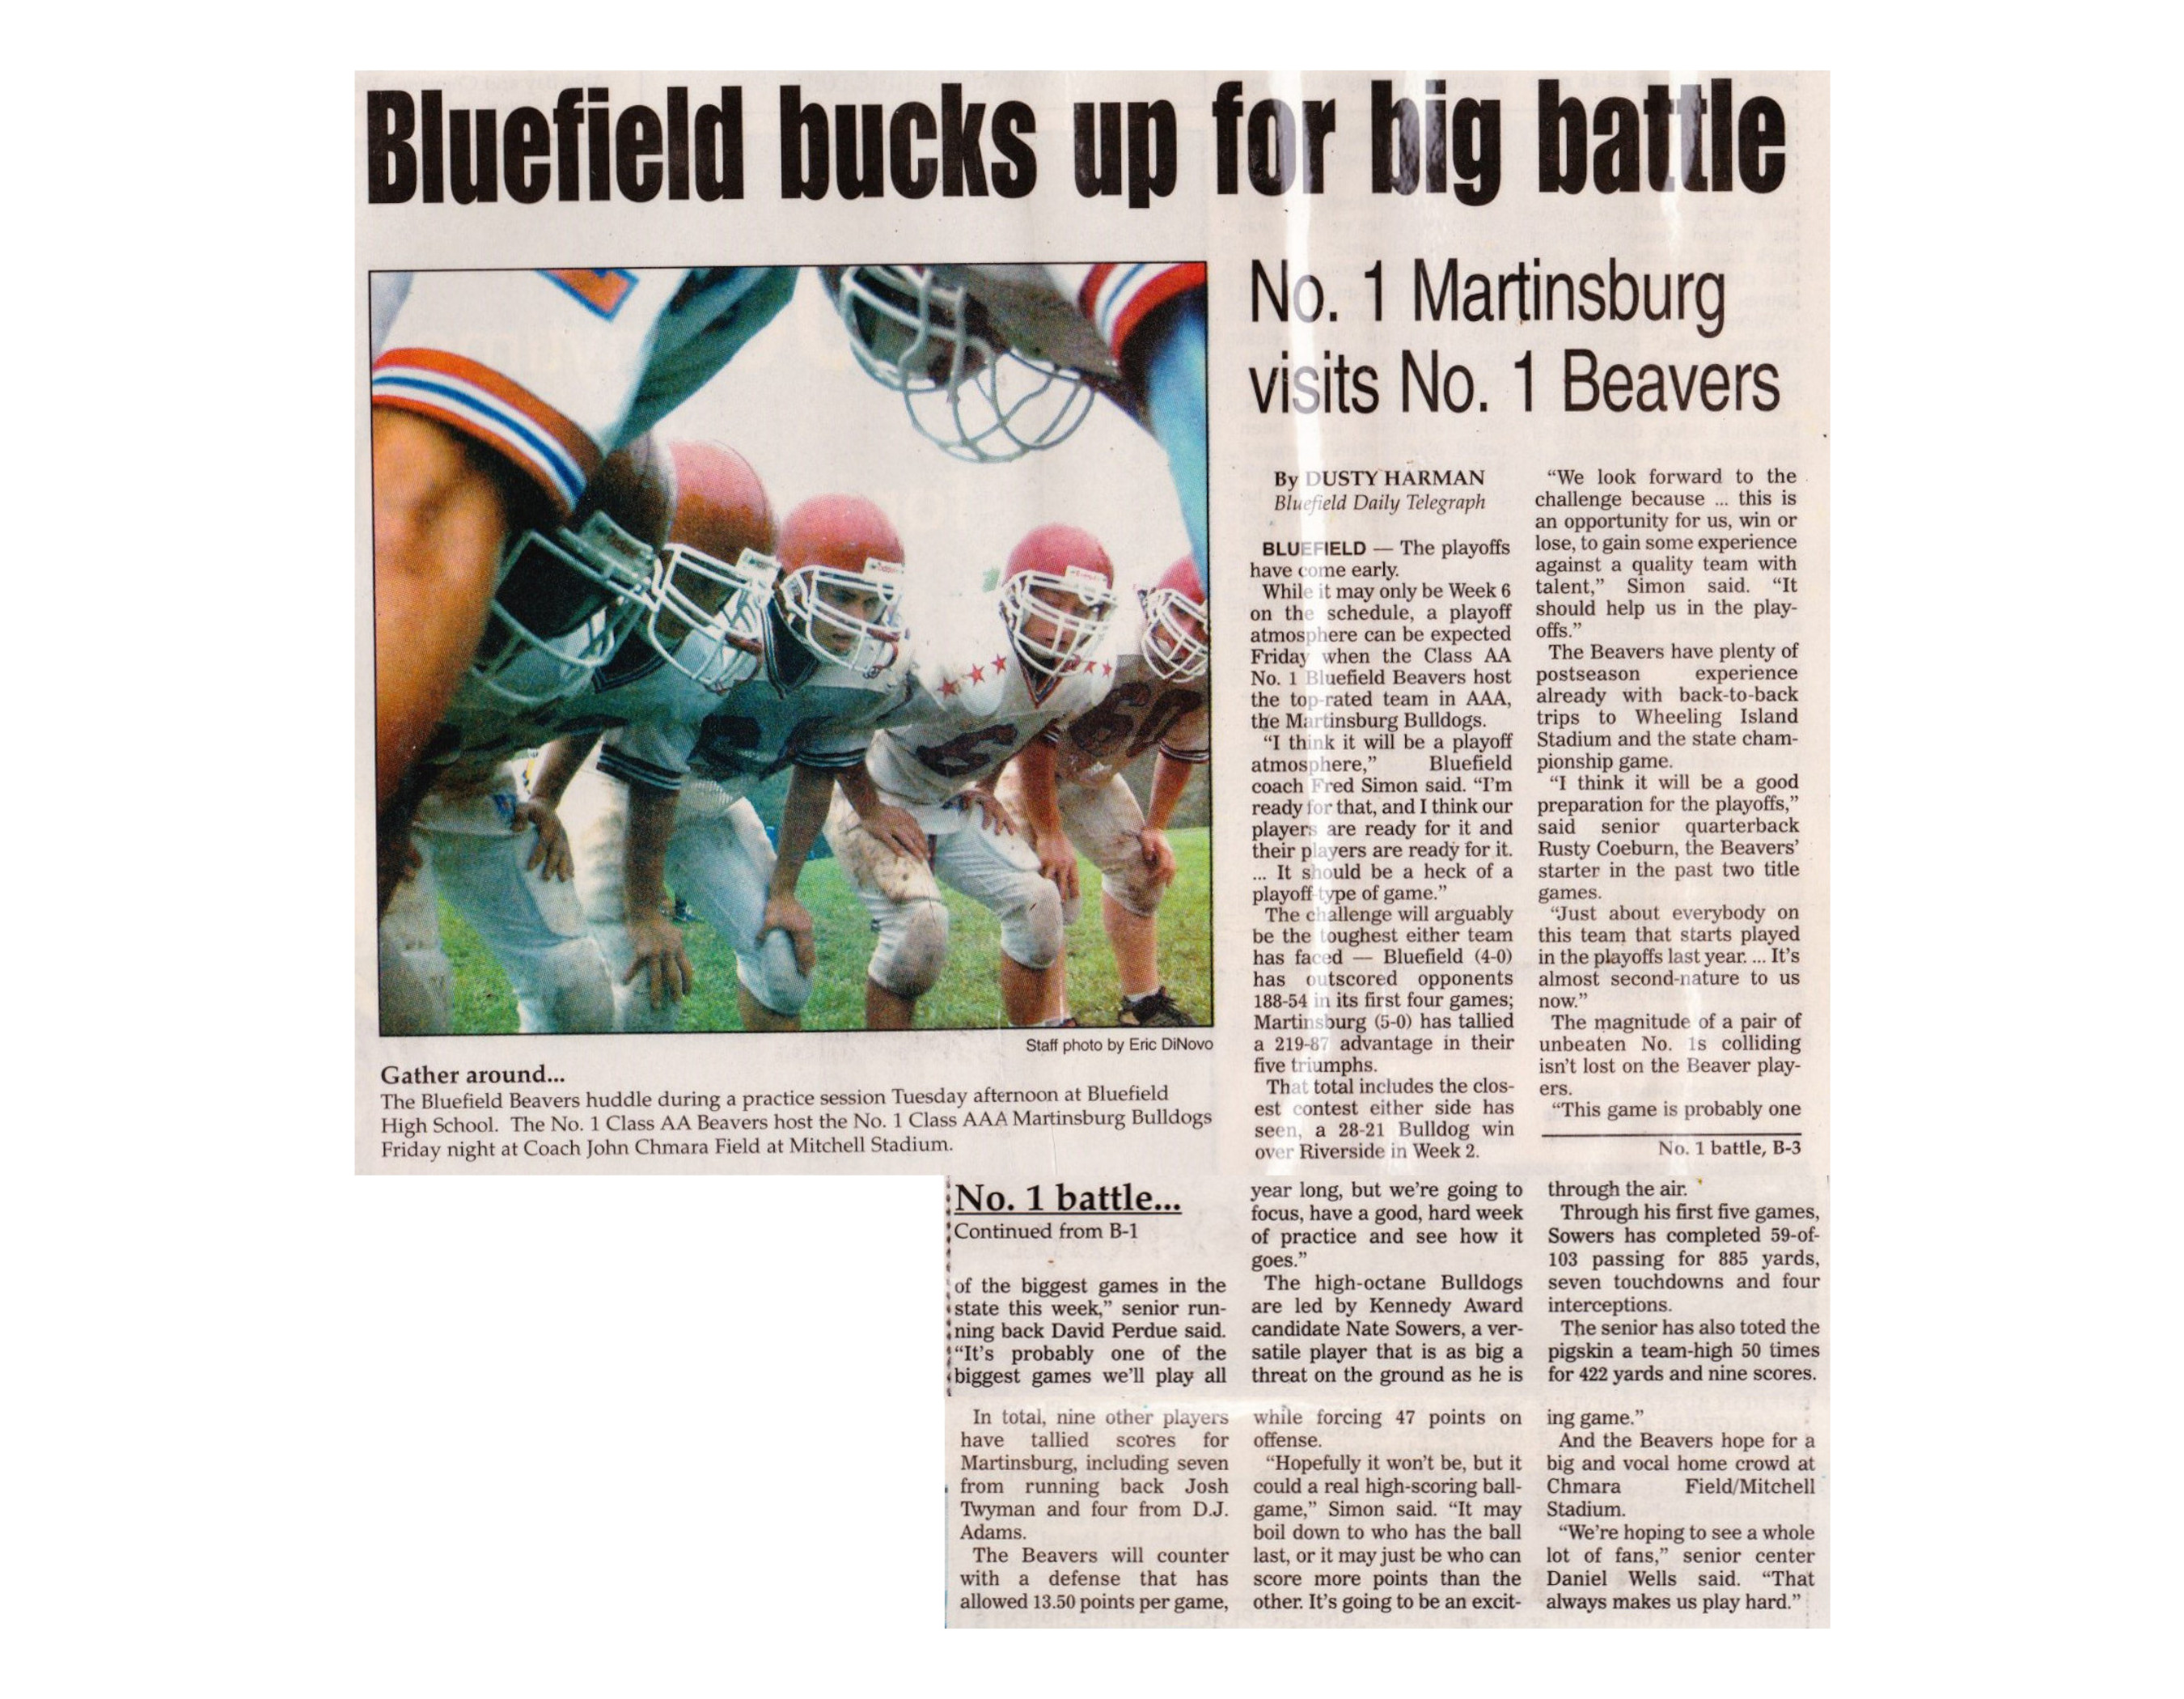 Bluefield bucks up for big battle
No. 1 Martinsburg
visits No. 1 Beavers
Staff photo by Eric DiNovo
Gather around...
The Bluefield Beavers huddle during a practice session Tuesday afternoon at Bluefield
High School. The No. 1 Class AA Beavers host the No. 1 Class AAA Martinsburg Bulldogs
Friday night at Coach John Chmara Field at Mitchell Stadium.
By DUSTY HARMAN
Bluefield Daily Telegraph
BLUEFIELD — The playoffs
have come early.
While it may only be Week 6
on the schedule, a playoff
atmosphere can be expected
Friday when the Class AA
No. 1 Bluefield Beavers host
the top-rated team in AAA,
the Martinsburg Bulldogs.
“I think it will be a playoff
atmosphere,” Bluefield
coach Fred Simon said. “I'm
ready for that, and I think our
players are ready for it and
their players are ready for it.
... It should be a heck of a
playoff-type of game.”
The challenge will arguably
be the toughest either team
has faced — Bluefield (4-0)
has outscored opponents
188-54 in its first four games;
Martinsburg (5-0) has tallied
a 219-87 advantage in their
five triumphs.
That total includes the clos-
est contest either side has
seen, a 28-21 Bulldog win
over Riverside in Week 2.
“We look forward to the
challenge because ... this is
an opportunity for us, win or
lose, to gain some experience
against a quality team with
talent,” Simon said. “It
should help us in the play-
offs.”
The Beavers have plenty of
postseason experience
already with back-to-back
trips to Wheeling Island
Stadium and the state cham-
pionship game.
“I think it will be a good
preparation for the playoffs,”
said senior quarterback
Rusty Coeburn, the Beavers'
starter in the past two title
games.
“Just about everybody on
this team that starts played
in the playoffs last year. ... It's
almost second-nature to us
now.”
The magnitude of a pair of
unbeaten No. 1s colliding
isn't lost on the Beaver play-
ers.
“This game is probably one
No. 1 battle, B-3
No. 1 battle...
Continued from B-1
of the biggest games in the
state this week,” senior run-
ning back David Perdue said.
“It's probably one of the
biggest games we'll play all
year long, but we're going to
focus, have a good, hard week
of practice and see how it
goes.”
The high-octane Bulldogs
are led by Kennedy Award
candidate Nate Sowers, a ver-
satile player that is as big a
threat on the ground as he is
through the air.
Through his first five games,
Sowers has completed 59-of-
103 passing for 885 yards,
seven touchdowns and four
interceptions.
The senior has also toted the
pigskin a team-high 50 times
for 422 yards and nine scores.
In total, nine other players
have tallied scores for
Martinsburg, including seven
from running back Josh
Twyman and four from D.J.
Adams.
The Beavers will counter
with a defense that has
allowed 13.50 points per game,
while forcing 47 points on
offense.
“Hopefully it won't be, but it
could a real high-scoring ball-
game,” Simon said. “It may
boil down to who has the ball
last, or it may just be who can
score more points than the
other. It's going to be an excit-
ing game.”
And the Beavers hope for a
big and vocal home crowd at
Chmara Field/Mitchell
Stadium.
“We're hoping to see a whole
lot of fans,” senior center
Daniel Wells said. “That
always makes us play hard.”
6
60